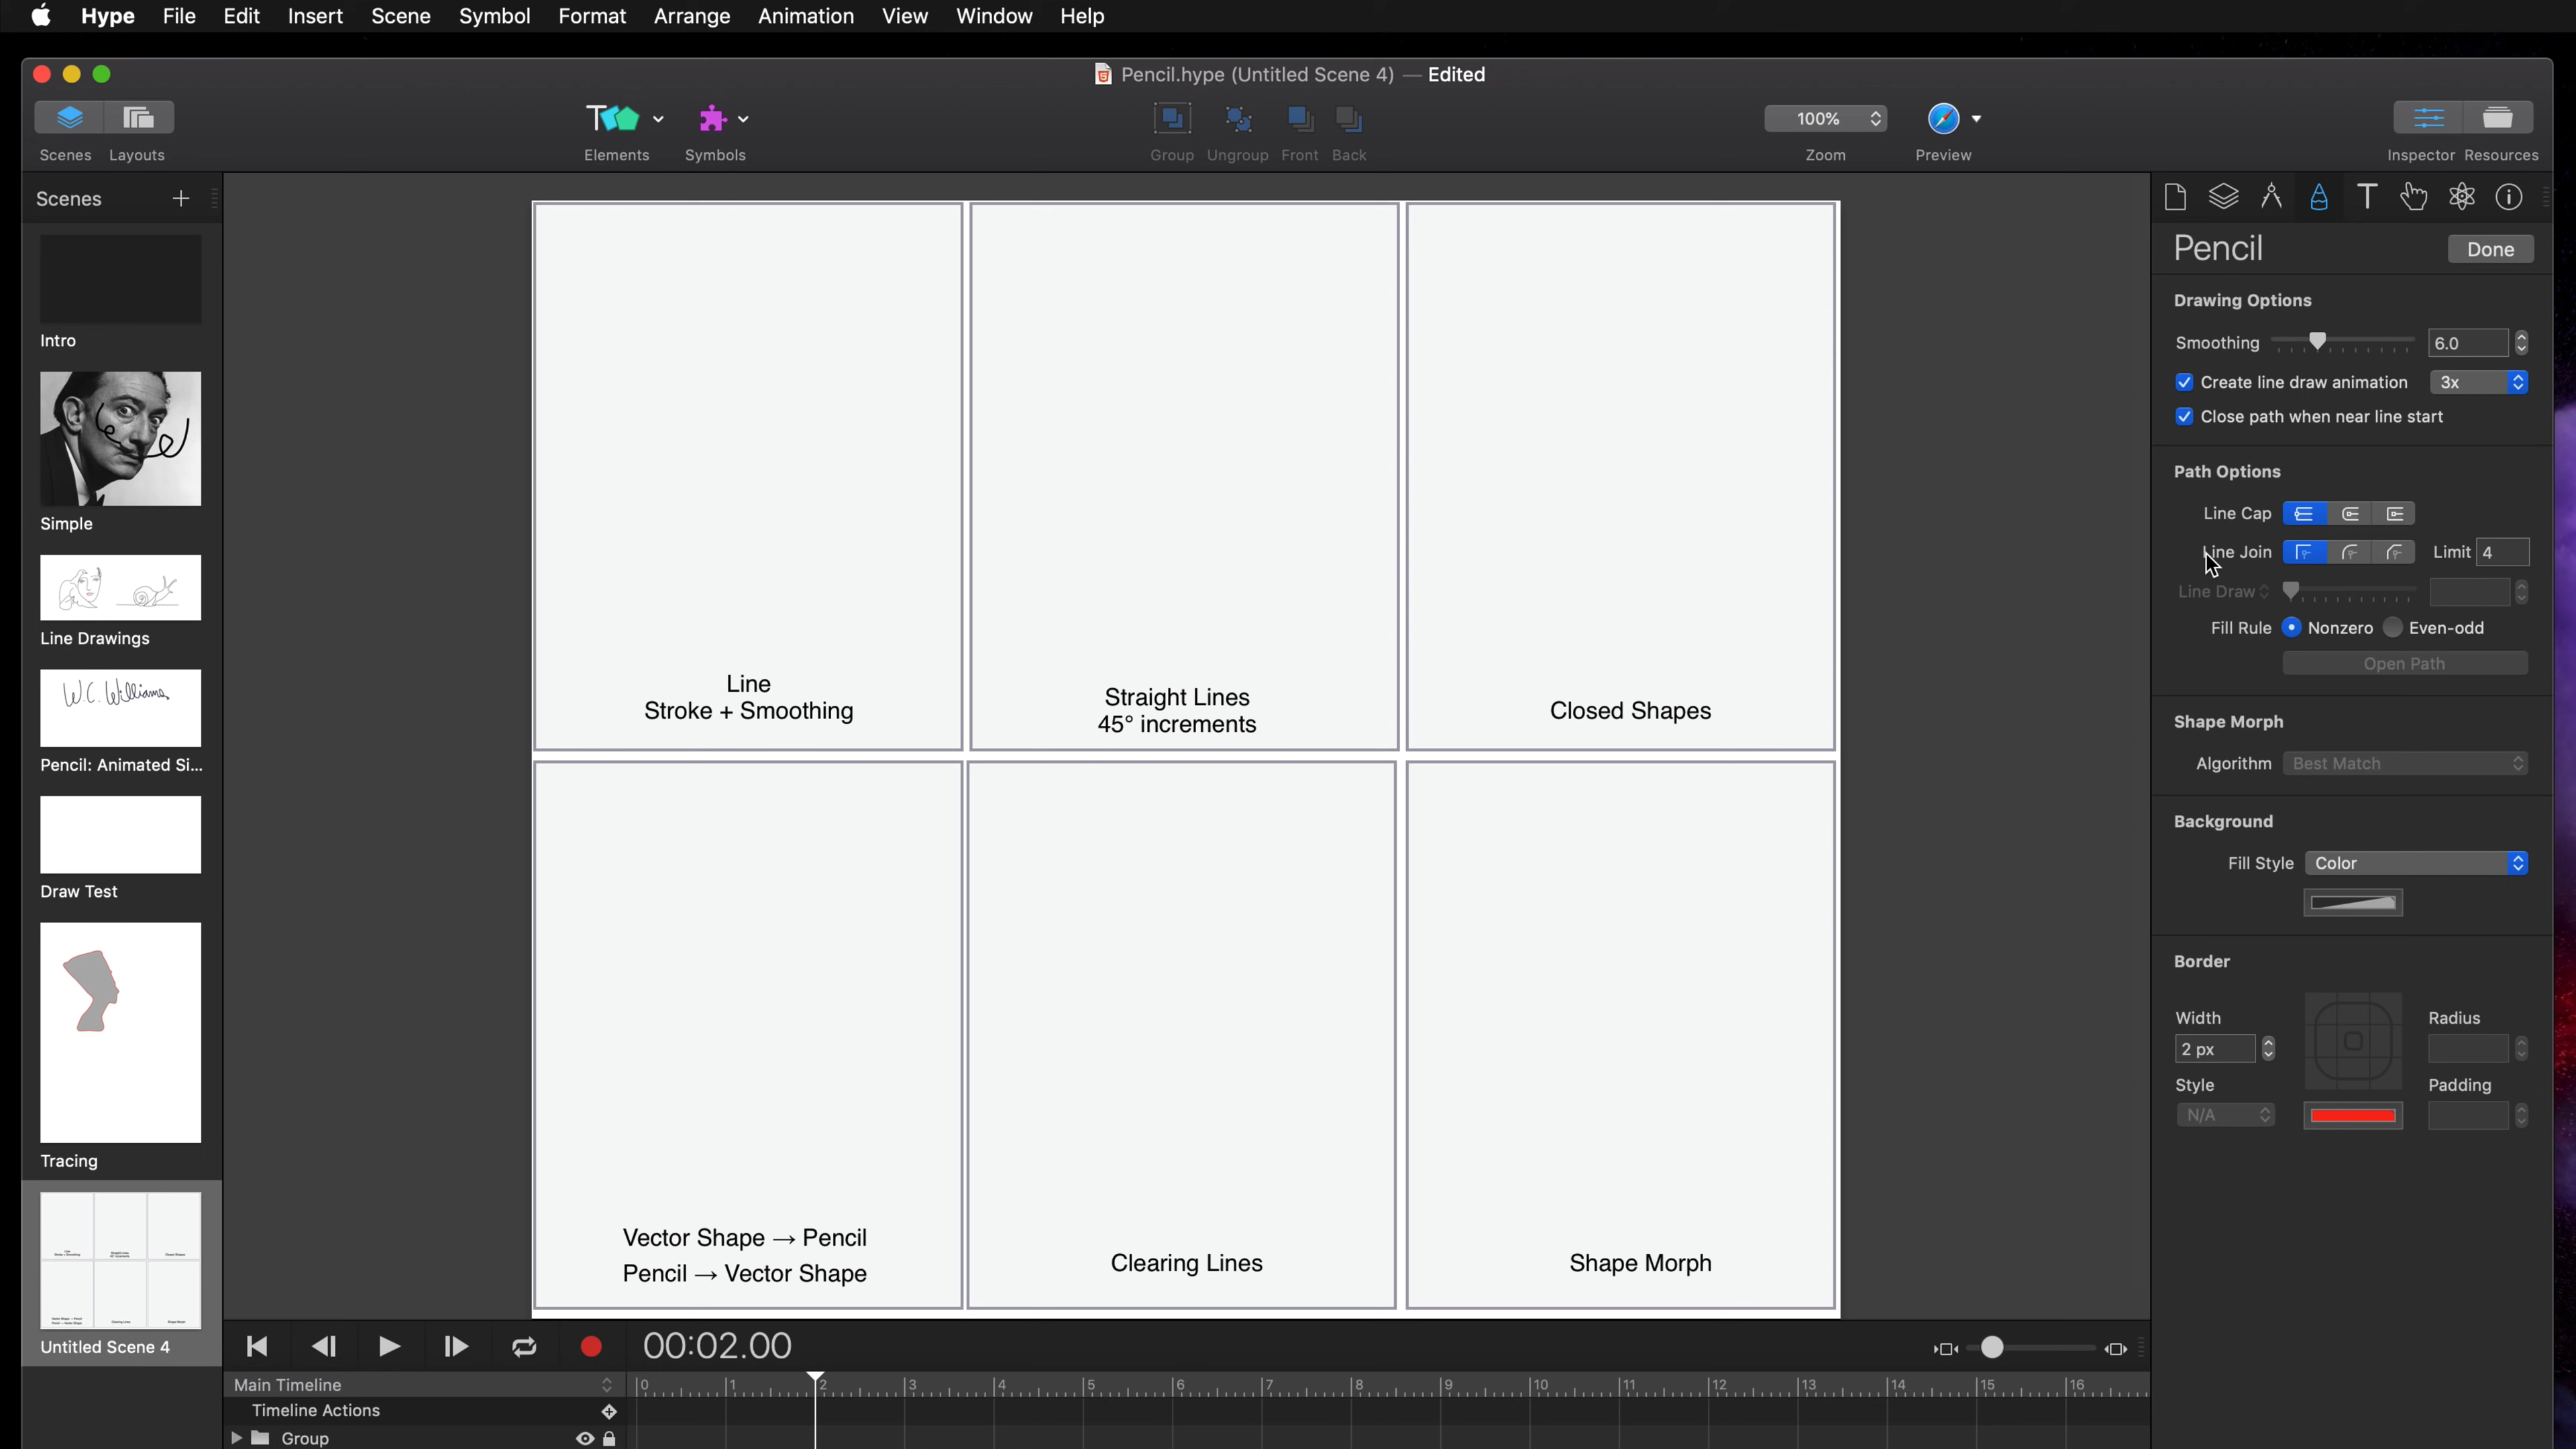 Hype File Edit Insert Scene Symbol Format Arrange Animation View Window Help
Pencil.hype (Untitled Scene 4) — Edited
100%
Scenes Layouts Elements Symbols Group Ungroup Front Back Zoom Preview Inspector Resources
Scenes
Intro
Simple
Line Drawings
W.C. Williams
Pencil: Animated Si...
Draw Test
Tracing
Untitled Scene 4
Line
Stroke + Smoothing
Straight Lines
45° increments
Closed Shapes
Vector Shape → Pencil
Pencil → Vector Shape
Clearing Lines
Shape Morph
Pencil Done
Drawing Options
Smoothing 6.0
Create line draw animation 3x
Close path when near line start
Path Options
Line Cap
Line Join Limit 4
Line Draw
Fill Rule Nonzero Even-odd
Open Path
Shape Morph
Algorithm Best Match
Background
Fill Style Color
Border
Width Radius
2 px
Style Padding
N/A
00:02.00
Main Timeline 0 1 2 3 4 5 6 7 8 9 10 11 12 13 14 15 16
Timeline Actions
Group